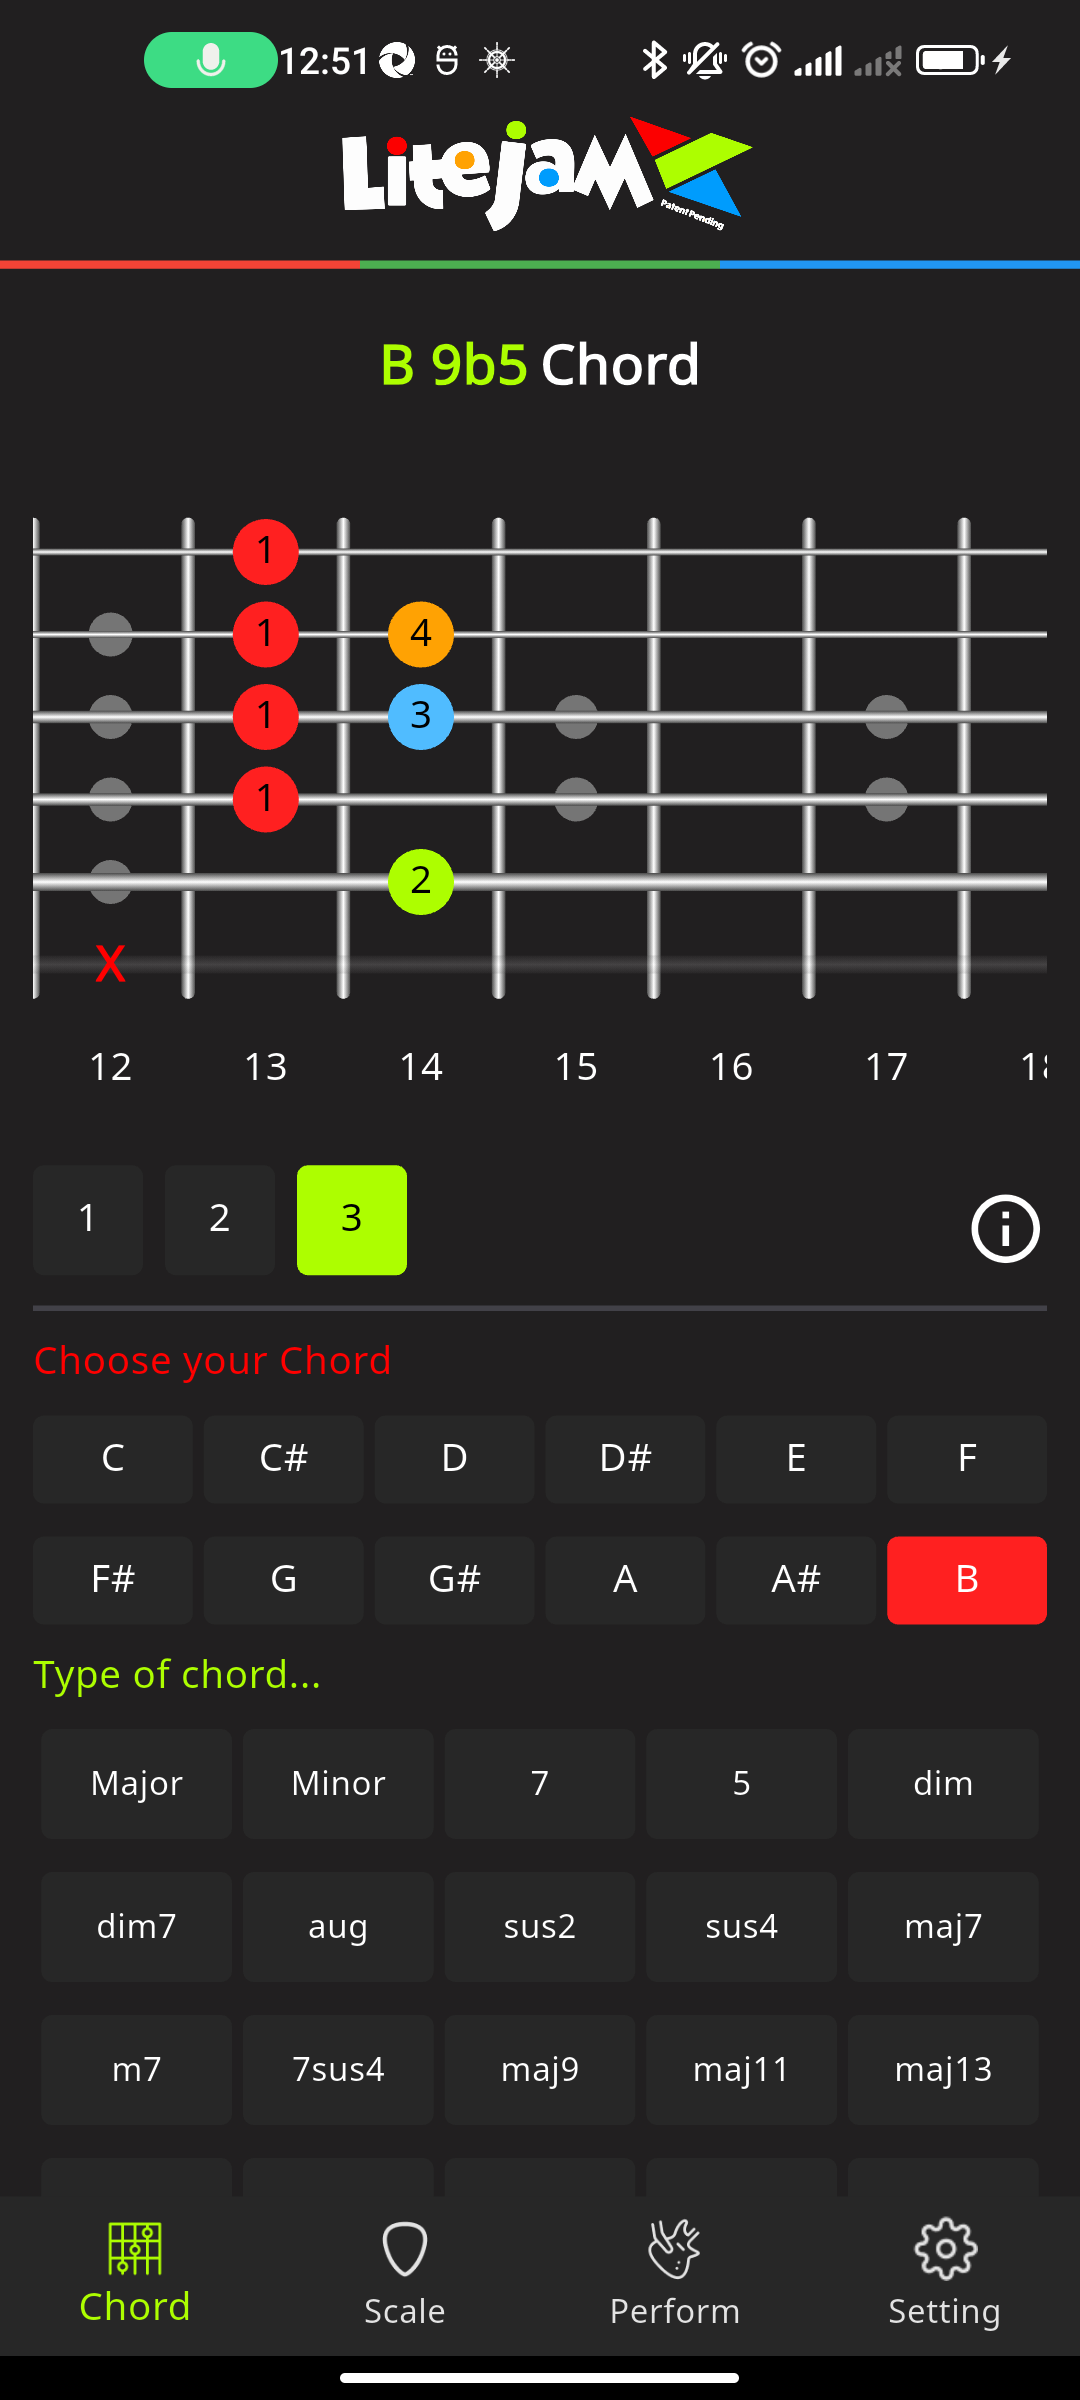 12:51
LiteJam
Patent Pending
B 9b5 Chord
1
1 4
1 3
1
2
X
12 13 14 15 16 17
1 2 3
Choose your Chord
C C# D D# E F
F# G G# A A# B
Type of chord...
Major Minor 7 5 dim
dim7 aug sus2 sus4 maj7
m7 7sus4 maj9 maj11 maj13
Chord Scale Perform Setting